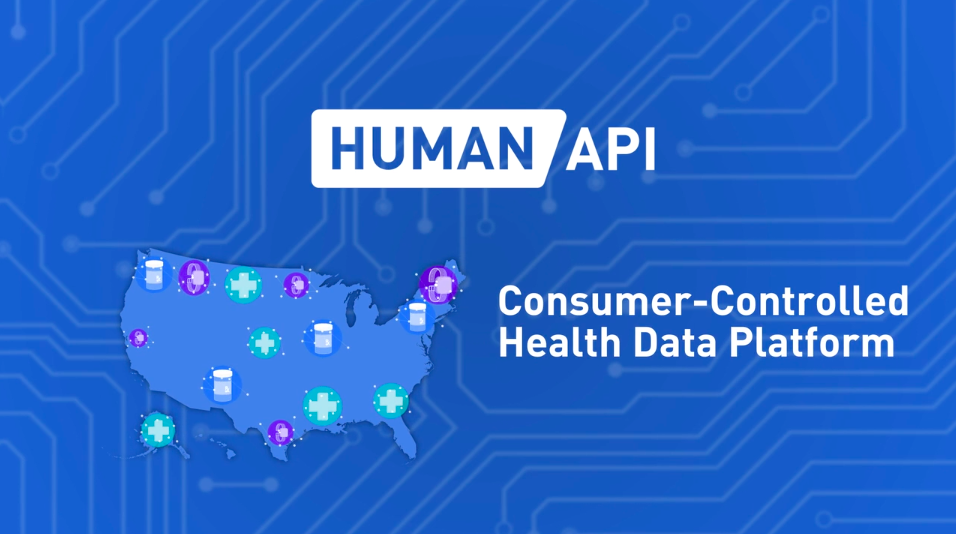 HUMAN/API
Consumer-Controlled
Health Data Platform